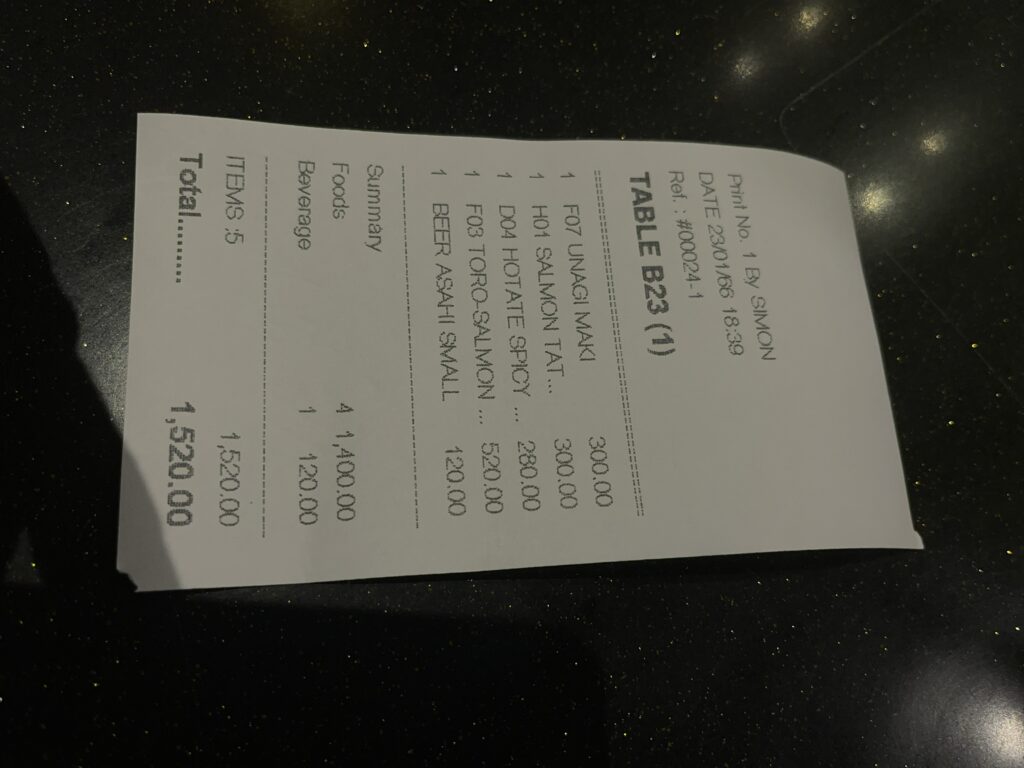 Print No. 1 By SIMON
DATE 23/01/66 18:39
Ref. : #00024-1
TABLE B23 (1)
1 F07 UNAGI MAKI 300.00
1 H01 SALMON TAT... 300.00
1 D04 HOTATE SPICY ... 280.00
1 F03 TORO-SALMON ... 520.00
1 BEER ASAHI SMALL 120.00
Summary
Foods 4 1,400.00
Beverage 1 120.00
ITEMS :5 1,520.00
Total......... 1,520.00